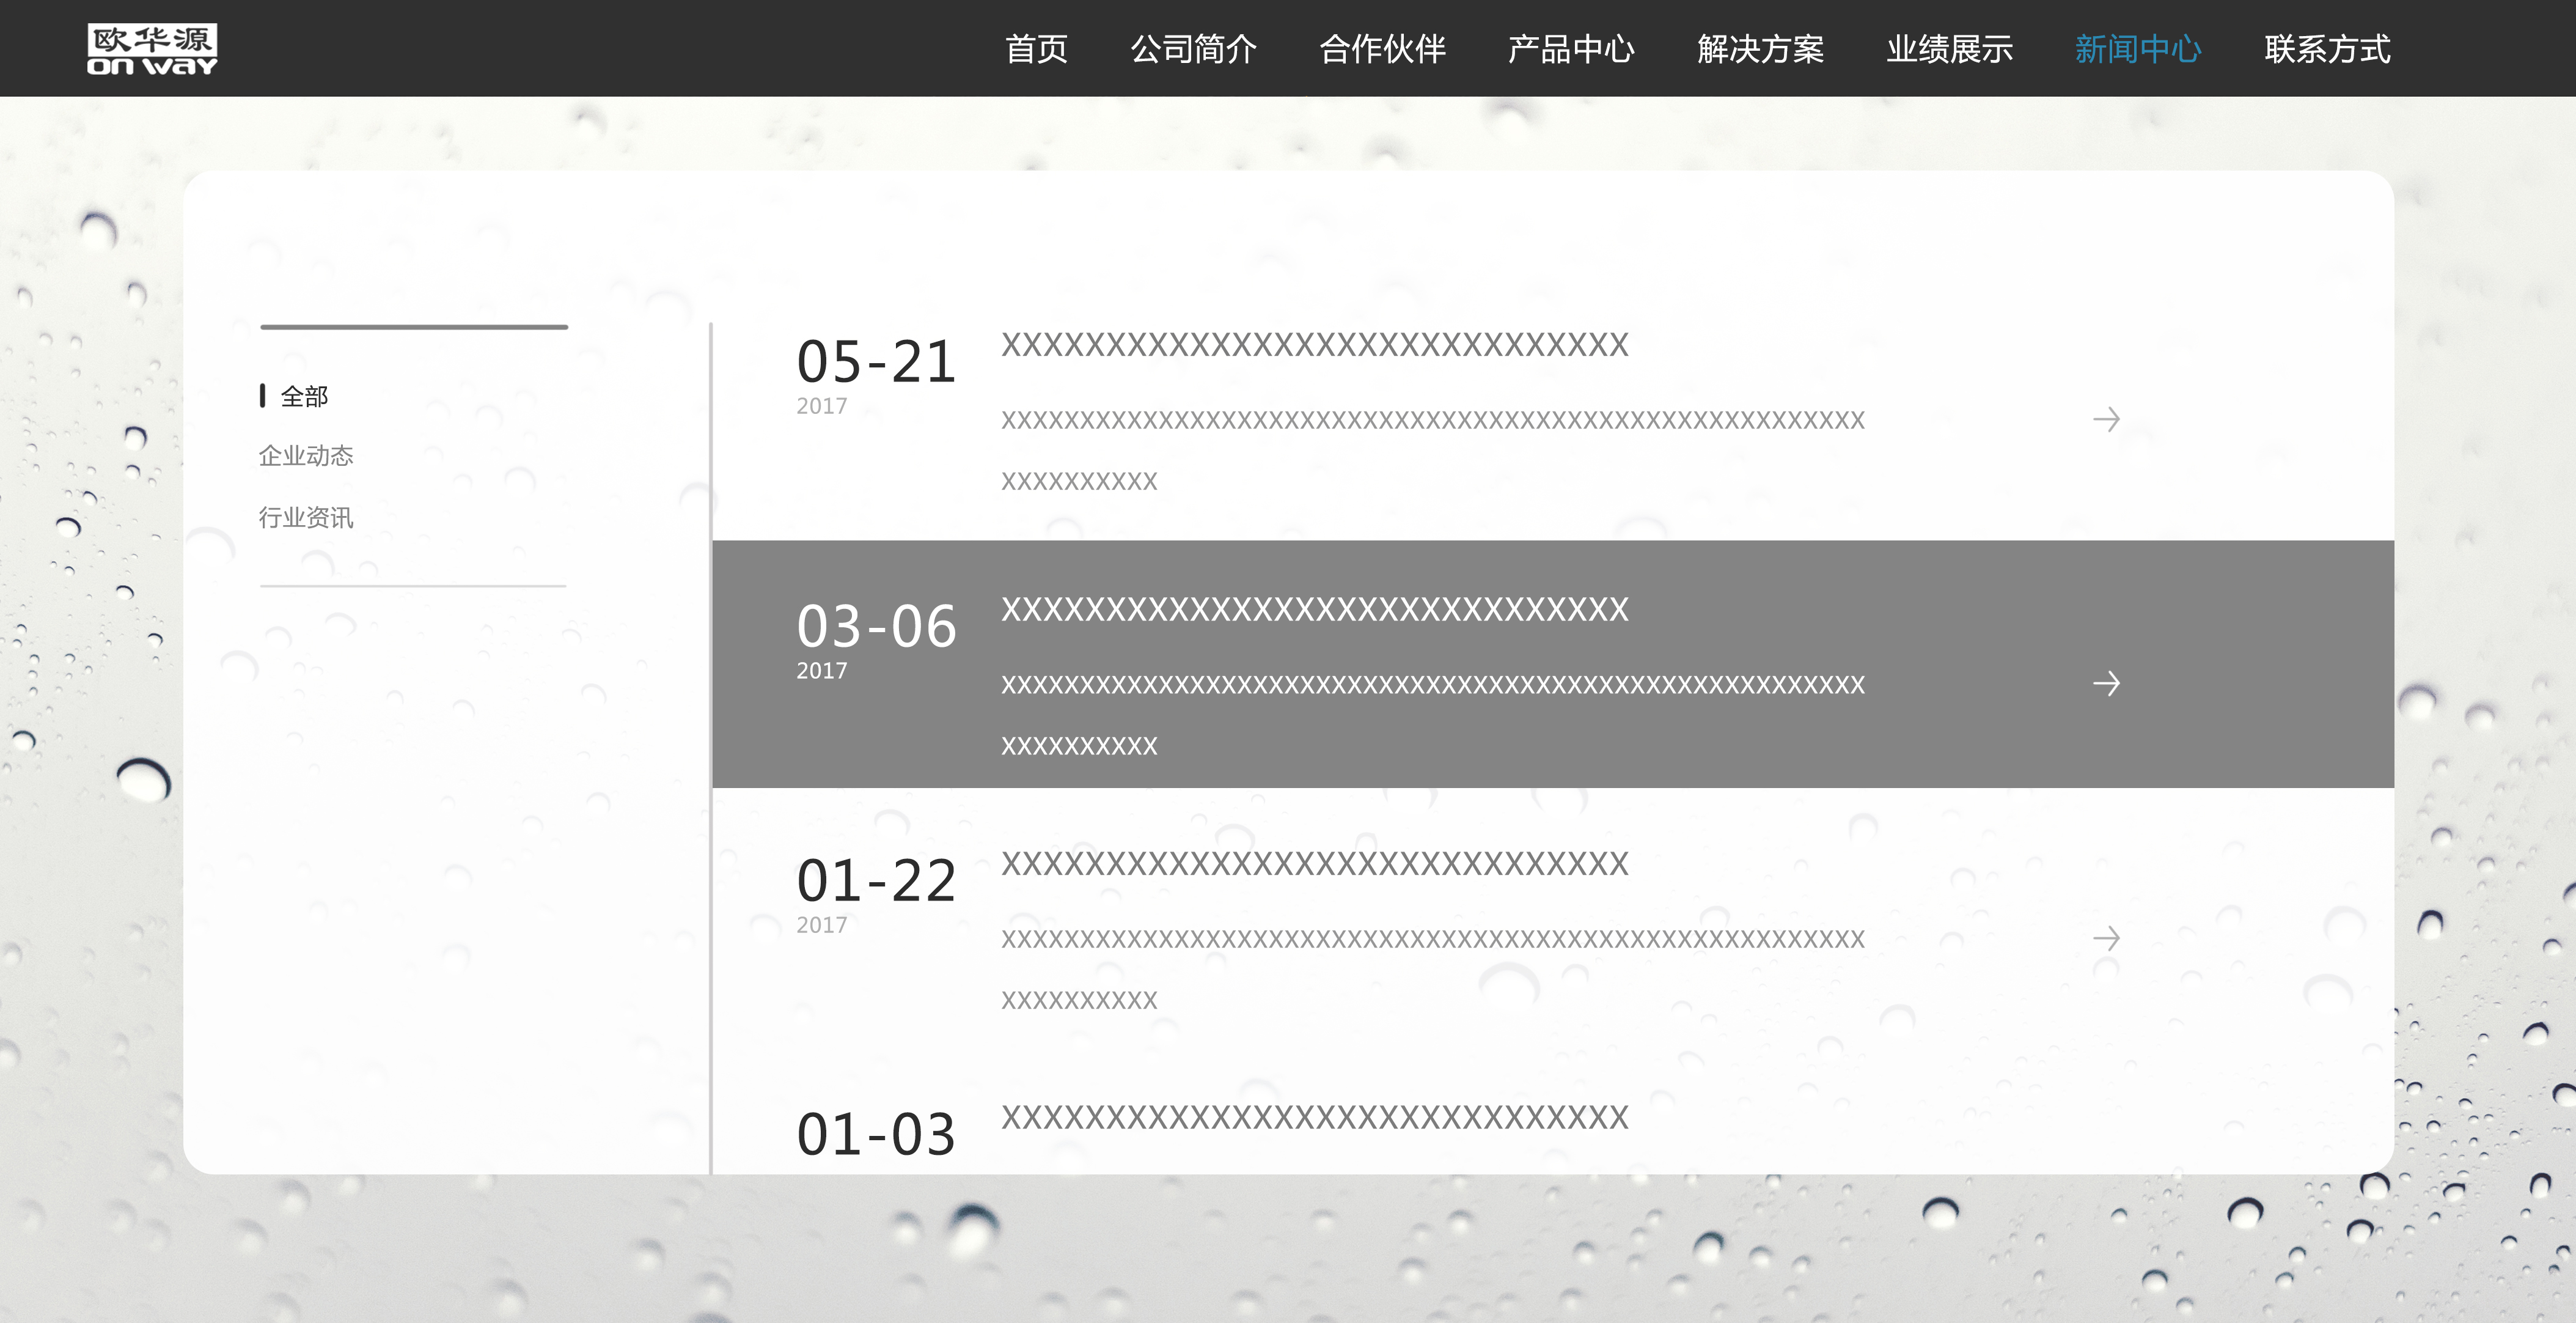 欧华源
on way
首页 公司简介 合作伙伴 产品中心 解决方案 业绩展示 新闻中心 联系方式
全部
企业动态
行业资讯
05-21
2017
XXXXXXXXXXXXXXXXXXXXXXXXXXXXXX
XXXXXXXXXXXXXXXXXXXXXXXXXXXXXXXXXXXXXXXXXXXXXXXXXXXXXXX
XXXXXXXXXX
03-06
2017
XXXXXXXXXXXXXXXXXXXXXXXXXXXXXX
XXXXXXXXXXXXXXXXXXXXXXXXXXXXXXXXXXXXXXXXXXXXXXXXXXXXXXX
XXXXXXXXXX
01-22
2017
XXXXXXXXXXXXXXXXXXXXXXXXXXXXXX
XXXXXXXXXXXXXXXXXXXXXXXXXXXXXXXXXXXXXXXXXXXXXXXXXXXXXXX
XXXXXXXXXX
01-03
XXXXXXXXXXXXXXXXXXXXXXXXXXXXXX